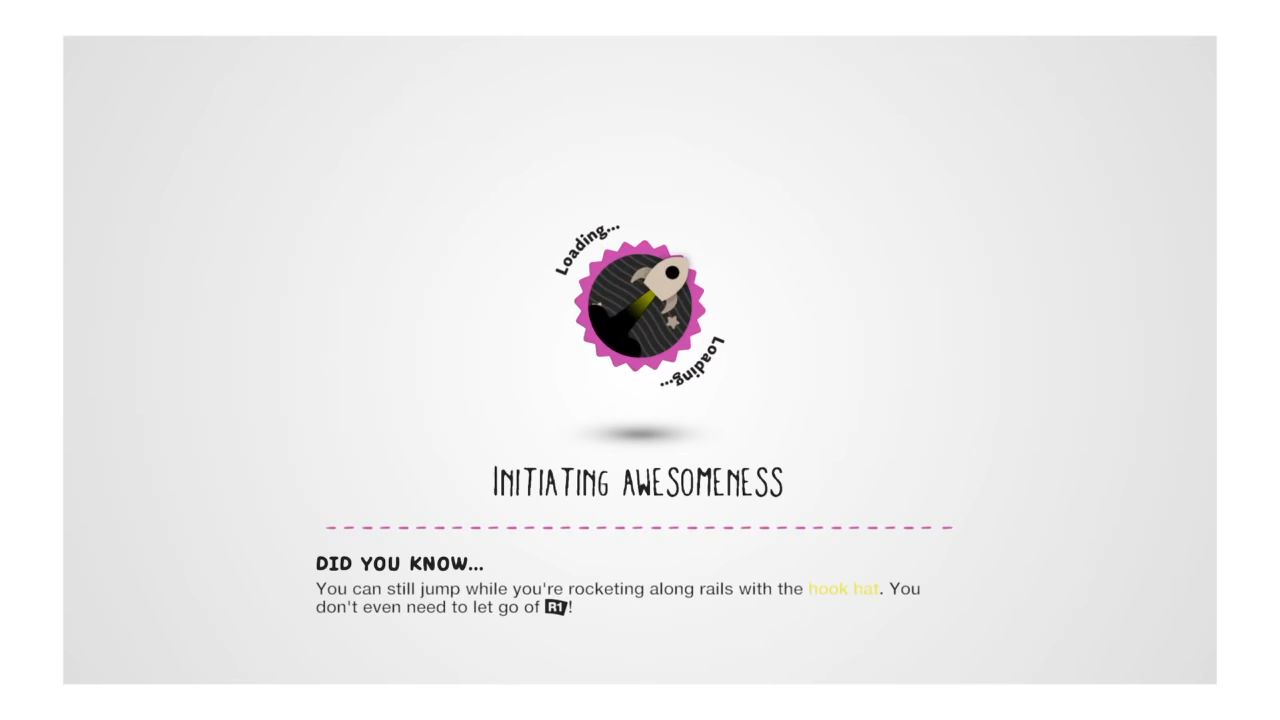 Loading...
Loading...
INITIATING AWESOMENESS
DID YOU KNOW...
You can still jump while you're rocketing along rails with the hook hat. You
don't even need to let go of R1!